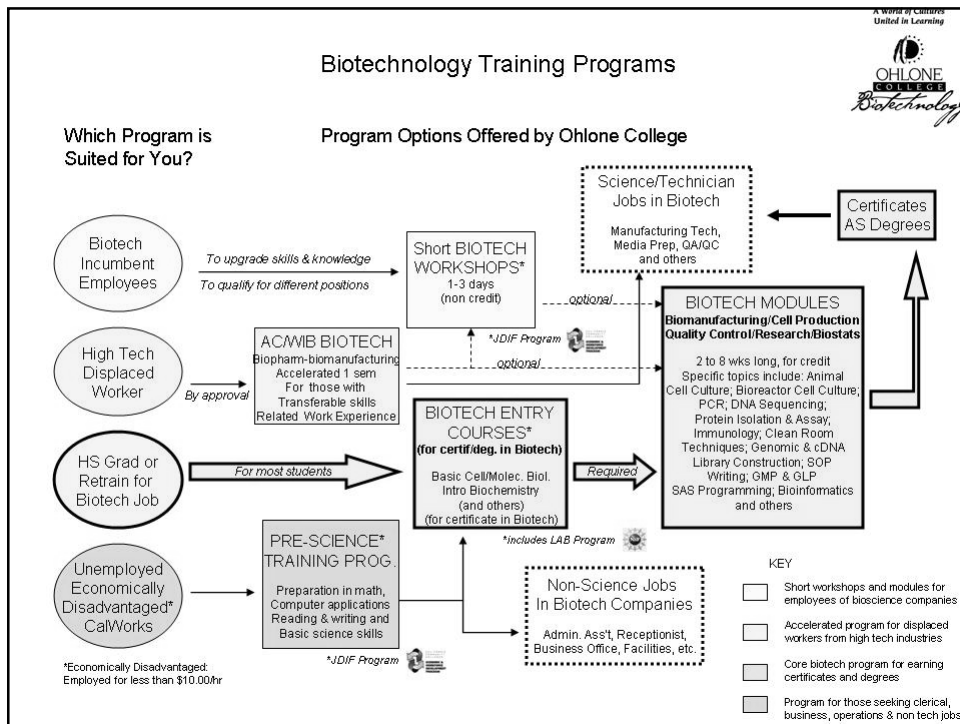 A World of Cultures
United in Learning
OHLONE
COLLEGE
Biotechnology
Biotechnology Training Programs
Which Program is
Suited for You?
Program Options Offered by Ohlone College
Biotech
Incumbent
Employees
To upgrade skills & knowledge
To qualify for different positions
Short BIOTECH
WORKSHOPS*
1-3 days
(non credit)
optional
*JDIF Program
Science/Technician
Jobs in Biotech
Manufacturing Tech,
Media Prep, QA/QC
and others
Certificates
AS Degrees
High Tech
Displaced
Worker
By approval
AC/WIB BIOTECH
Biopharm-biomanufacturing
Accelerated 1 sem
For those with
Transferable skills
Related Work Experience
optional
BIOTECH MODULES
Biomanufacturing/Cell Production
Quality Control/Research/Biostats
2 to 8 wks long, for credit
Specific topics include: Animal
Cell Culture; Bioreactor Cell Culture;
PCR; DNA Sequencing;
Protein Isolation & Assay;
Immunology; Clean Room
Techniques; Genomic & cDNA
Library Construction; SOP
Writing; GMP & GLP
SAS Programming; Bioinformatics
and others
HS Grad or
Retrain for
Biotech Job
For most students
BIOTECH ENTRY
COURSES*
(for certif/deg. in Biotech)
Basic Cell/Molec. Biol.
Intro Biochemistry
(and others)
(for certificate in Biotech)
Required
*includes LAB Program
Unemployed
Economically
Disadvantaged*
CalWorks
PRE-SCIENCE*
TRAINING PROG.
Preparation in math,
Computer applications
Reading & writing and
Basic science skills
*JDIF Program
Non-Science Jobs
In Biotech Companies
Admin. Ass't, Receptionist,
Business Office, Facilities, etc.
*Economically Disadvantaged:
Employed for less than $10.00/hr
KEY
Short workshops and modules for
employees of bioscience companies
Accelerated program for displaced
workers from high tech industries
Core biotech program for earning
certificates and degrees
Program for those seeking clerical,
business, operations & non tech jobs